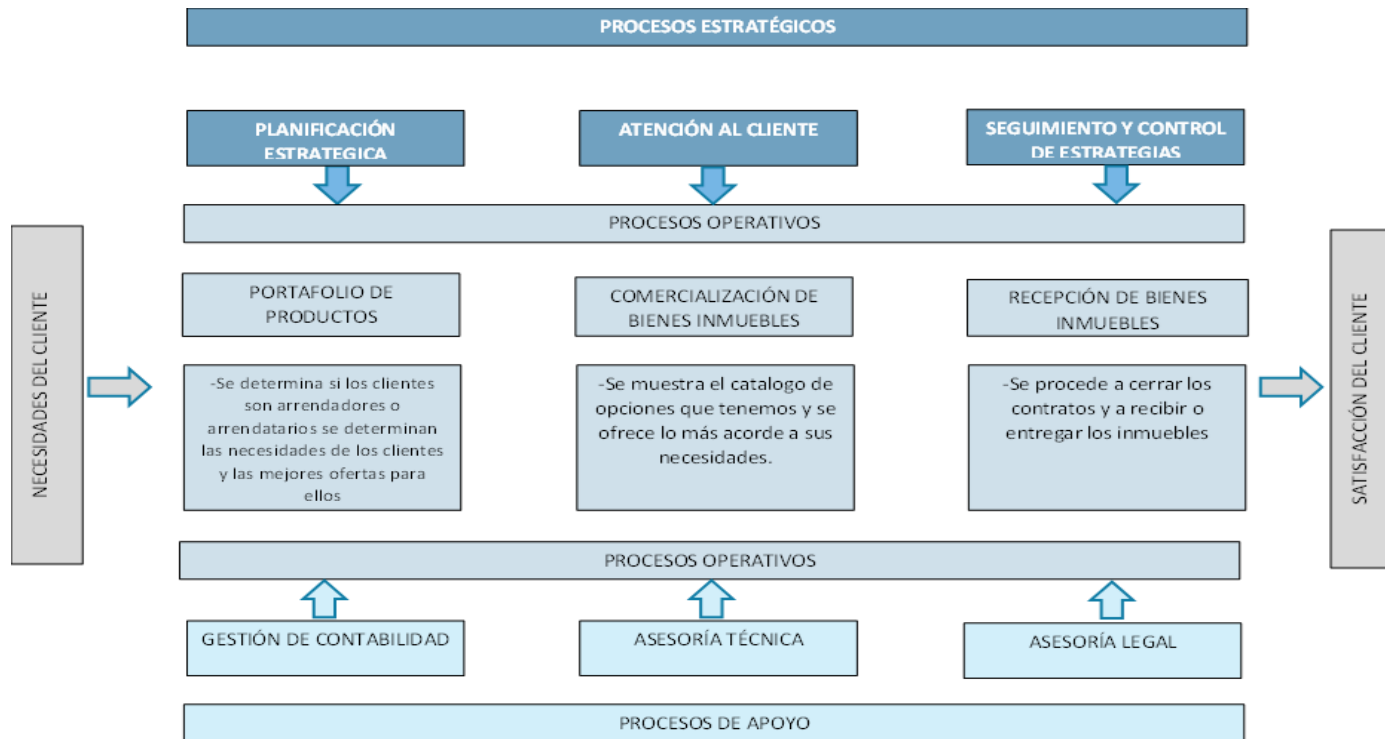 PROCESOS ESTRATÉGICOS
PLANIFICACIÓN
ESTRATEGICA
ATENCIÓN AL CLIENTE
SEGUIMIENTO Y CONTROL
DE ESTRATEGIAS
PROCESOS OPERATIVOS
NECESIDADES DEL CLIENTE
PORTAFOLIO DE
PRODUCTOS
COMERCIALIZACIÓN DE
BIENES INMUEBLES
RECEPCIÓN DE BIENES
INMUEBLES
-Se determina si los clientes
son arrendadores o
arrendatarios se determinan
las necesidades de los clientes
y las mejores ofertas para
ellos
-Se muestra el catalogo de
opciones que tenemos y se
ofrece lo más acorde a sus
necesidades.
-Se procede a cerrar los
contratos y a recibir o
entregar los inmuebles
SATISFACCIÓN DEL CLIENTE
PROCESOS OPERATIVOS
GESTIÓN DE CONTABILIDAD
ASESORÍA TÉCNICA
ASESORÍA LEGAL
PROCESOS DE APOYO